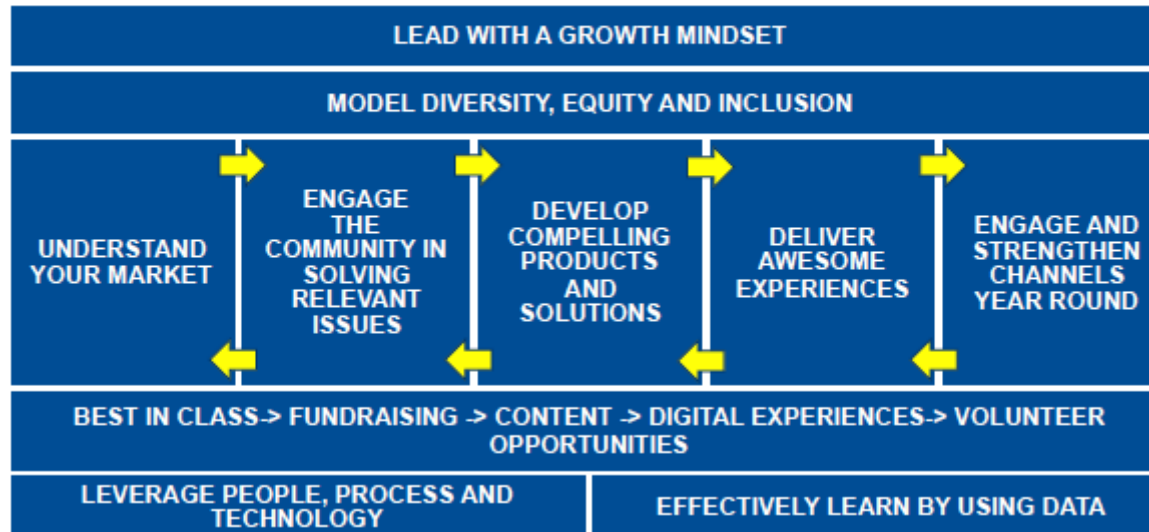 LEAD WITH A GROWTH MINDSET
MODEL DIVERSITY, EQUITY AND INCLUSION
UNDERSTAND
YOUR MARKET
ENGAGE
THE
COMMUNITY IN
SOLVING
RELEVANT
ISSUES
DEVELOP
COMPELLING
PRODUCTS
AND
SOLUTIONS
DELIVER
AWESOME
EXPERIENCES
ENGAGE AND
STRENGTHEN
CHANNELS
YEAR ROUND
BEST IN CLASS-> FUNDRAISING -> CONTENT -> DIGITAL EXPERIENCES-> VOLUNTEER
OPPORTUNITIES
LEVERAGE PEOPLE, PROCESS AND
TECHNOLOGY
EFFECTIVELY LEARN BY USING DATA